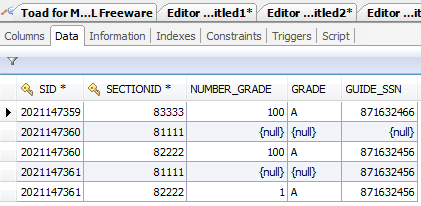 Toad for M...L Freeware Editor ...itled1* Editor ...itled2* Editor ...i
Columns Data Information Indexes Constraints Triggers Script
SID * SECTIONID * NUMBER_GRADE GRADE GUIDE_SSN
2021147359 83333 100 A 871632466
2021147360 81111 {null} {null} {null}
2021147360 82222 100 A 871632456
2021147361 81111 {null} {null} 871632456
2021147361 82222 1 A 871632456